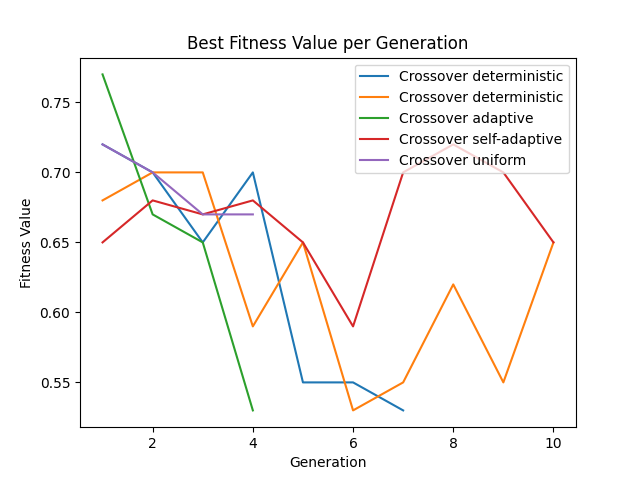 Best Fitness Value per Generation
Crossover deterministic
Crossover deterministic
Crossover adaptive
Crossover self-adaptive
Crossover uniform
Fitness Value
0.75
0.70
0.65
0.60
0.55
2 4 6 8 10
Generation